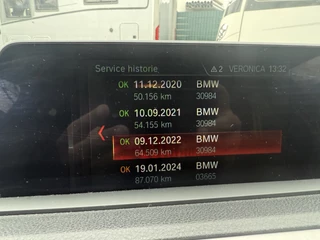 Service historie ⚠2 VERONICA 13:32
OK 11.12.2020 BMW
50.156 km 30984
OK 10.09.2021 BMW
54.155 km 30984
OK 09.12.2022 BMW
64.509 km 30984
OK 19.01.2024 BMW
87.070 km 03665